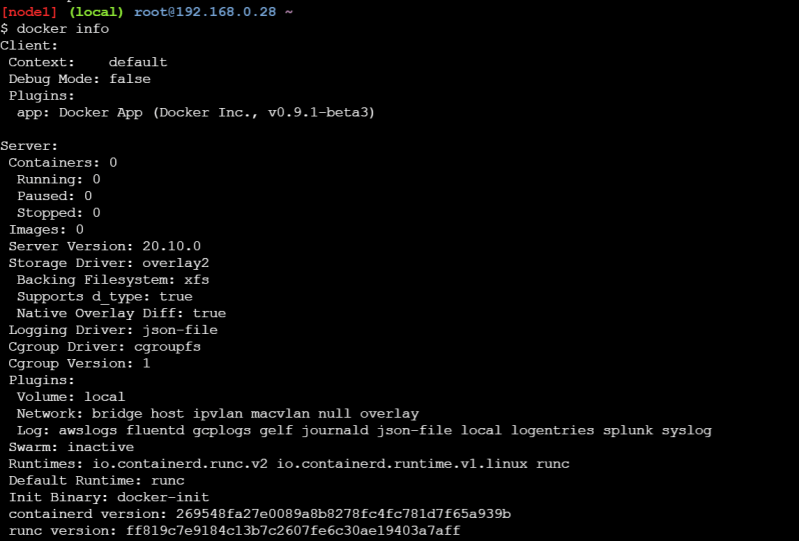 [node1] (local) root@192.168.0.28 ~
$ docker info
Client:
 Context:    default
 Debug Mode: false
 Plugins:
  app: Docker App (Docker Inc., v0.9.1-beta3)

Server:
 Containers: 0
  Running: 0
  Paused: 0
  Stopped: 0
 Images: 0
 Server Version: 20.10.0
 Storage Driver: overlay2
  Backing Filesystem: xfs
  Supports d_type: true
  Native Overlay Diff: true
 Logging Driver: json-file
 Cgroup Driver: cgroupfs
 Cgroup Version: 1
 Plugins:
  Volume: local
  Network: bridge host ipvlan macvlan null overlay
  Log: awslogs fluentd gcplogs gelf journald json-file local logentries splunk syslog
 Swarm: inactive
 Runtimes: io.containerd.runc.v2 io.containerd.runtime.v1.linux runc
 Default Runtime: runc
 Init Binary: docker-init
 containerd version: 269548fa27e0089a8b8278fc4fc781d7f65a939b
 runc version: ff819c7e9184c13b7c2607fe6c30ae19403a7aff